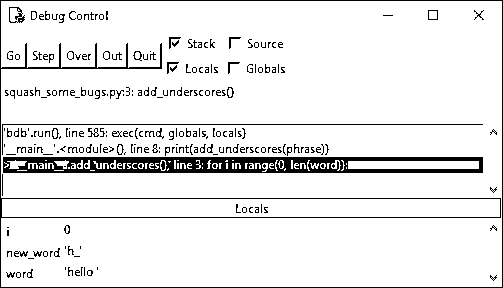 Debug Control
Go Step Over Out Quit Stack Source
Locals Globals
squash_some_bugs.py:3: add_underscores()
'bdb'.run(), line 585: exec(cmd, globals, locals)
'__main__'.<module>(), line 8: print(add_underscores(phrase))
>'__main__'.add_underscores(), line 3: for i in range(0, len(word)):
Locals
i 0
new_word 'h_'
word 'hello '